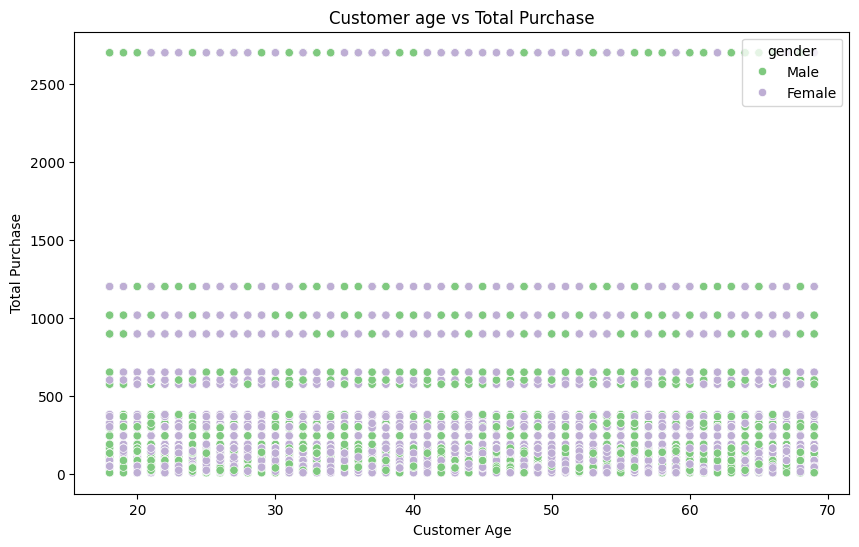 Customer age vs Total Purchase
gender
Male
Female
2500
2000
1500
1000
500
0
Total Purchase
20
30
40
50
60
70
Customer Age